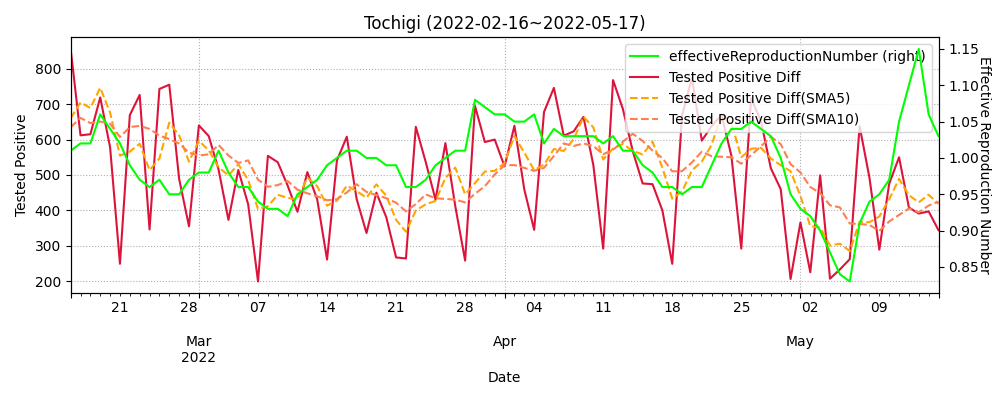 Tochigi (2022-02-16~2022-05-17)
effectiveReproductionNumber (right)
Tested Positive Diff
Tested Positive Diff(SMA5)
Tested Positive Diff(SMA10)
Tested Positive
800
700
600
500
400
300
200
1.15
1.10
1.05
1.00
0.95
0.90
0.85
Effective Reproduction Number
21 28 07 14 21 28 04 11 18 25 02 09
Mar Apr May
2022
Date